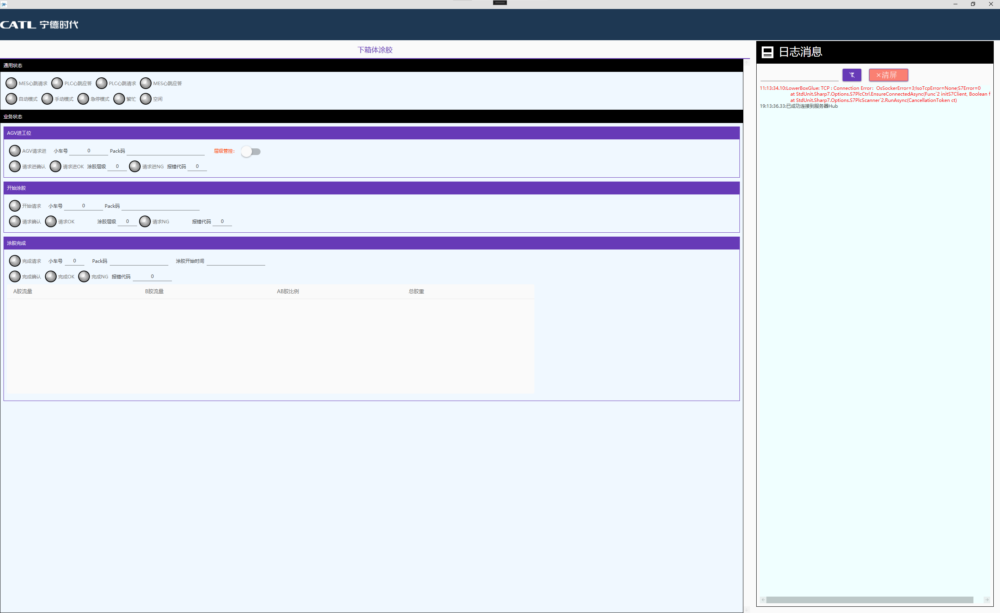 CATL 宁德时代
下箱体涂胶
通用状态
MES心跳请求 PLC心跳应答 PLC心跳请求 MES心跳应答
自动模式 手动模式 急停模式 繁忙 空闲
业务状态
AGV进工位
AGV请求进 小车号 0 Pack码 层级管控：
请求进确认 请求进OK 涂胶层级 0 请求进NG 报错代码 0
开始涂胶
开始请求 小车号 0 Pack码
请求确认 请求OK 涂胶层级 0 请求NG 报错代码 0
涂胶完成
完成请求 小车号 0 Pack码 涂胶开始时间
完成确认 完成OK 完成NG 报错代码 0
A胶流量 B胶流量 AB胶比例 总胶重
日志消息
×清屏
11:13:34.10:LowerBoxGlue: TCP : Connection Error：OsSockerError=3;IsoTcpError=None;S7Error=0
at StdUnit.Sharp7.Options.S7PlcCtrl.EnsureConnectedAsync(Func`2 initS7Client, Boolean f
at StdUnit.Sharp7.Options.S7PlcScanner`2.RunAsync(CancellationToken ct)
19:13:36.33:已成功连接到服务器Hub